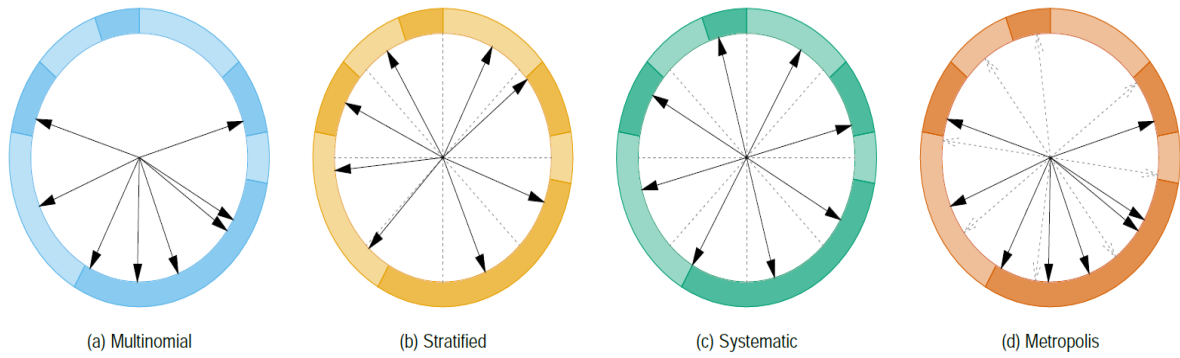 (a) Multinomial
(b) Stratified
(c) Systematic
(d) Metropolis